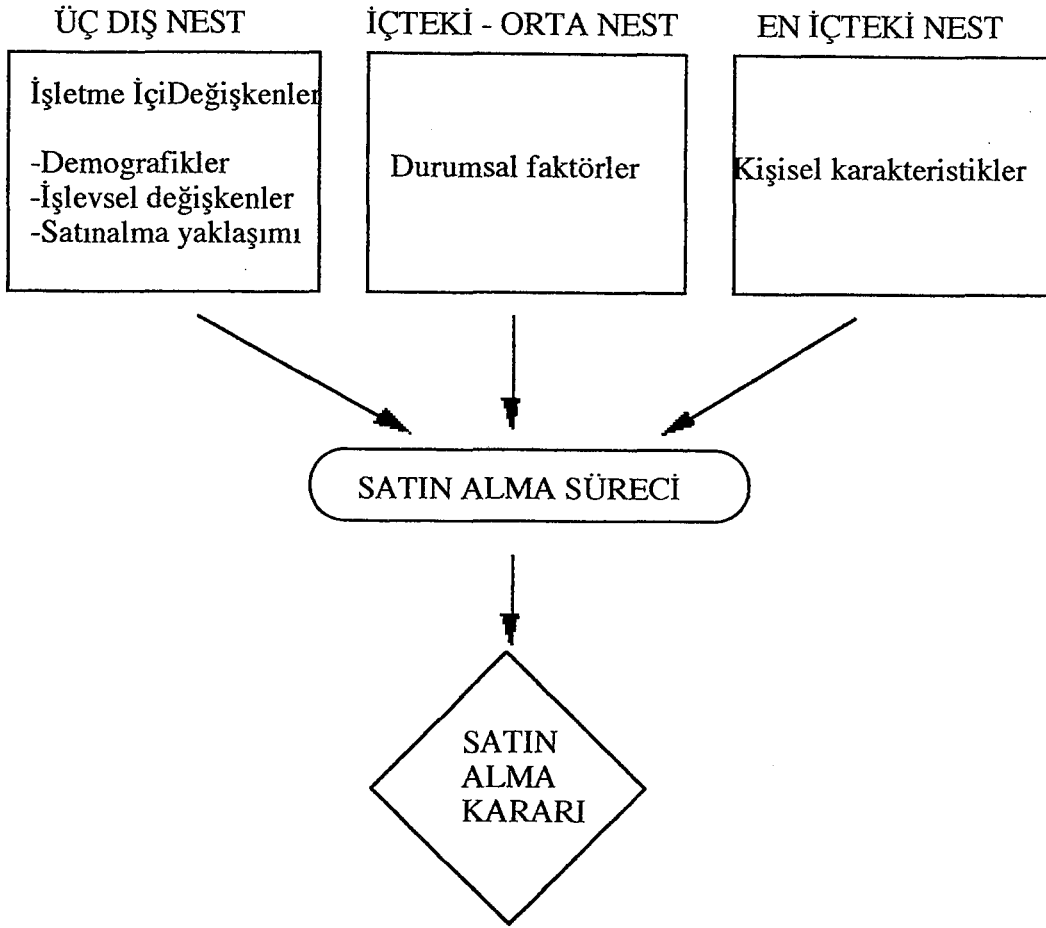 ÜÇ DIŞ NEST
İşletme İçiDeğişkenler
-Demografikler
-İşlevsel değişkenler
-Satınalma yaklaşımı
İÇTEKİ - ORTA NEST
Durumsal faktörler
EN İÇTEKİ NEST
Kişisel karakteristikler
SATIN ALMA SÜRECİ
SATIN
ALMA
KARARI